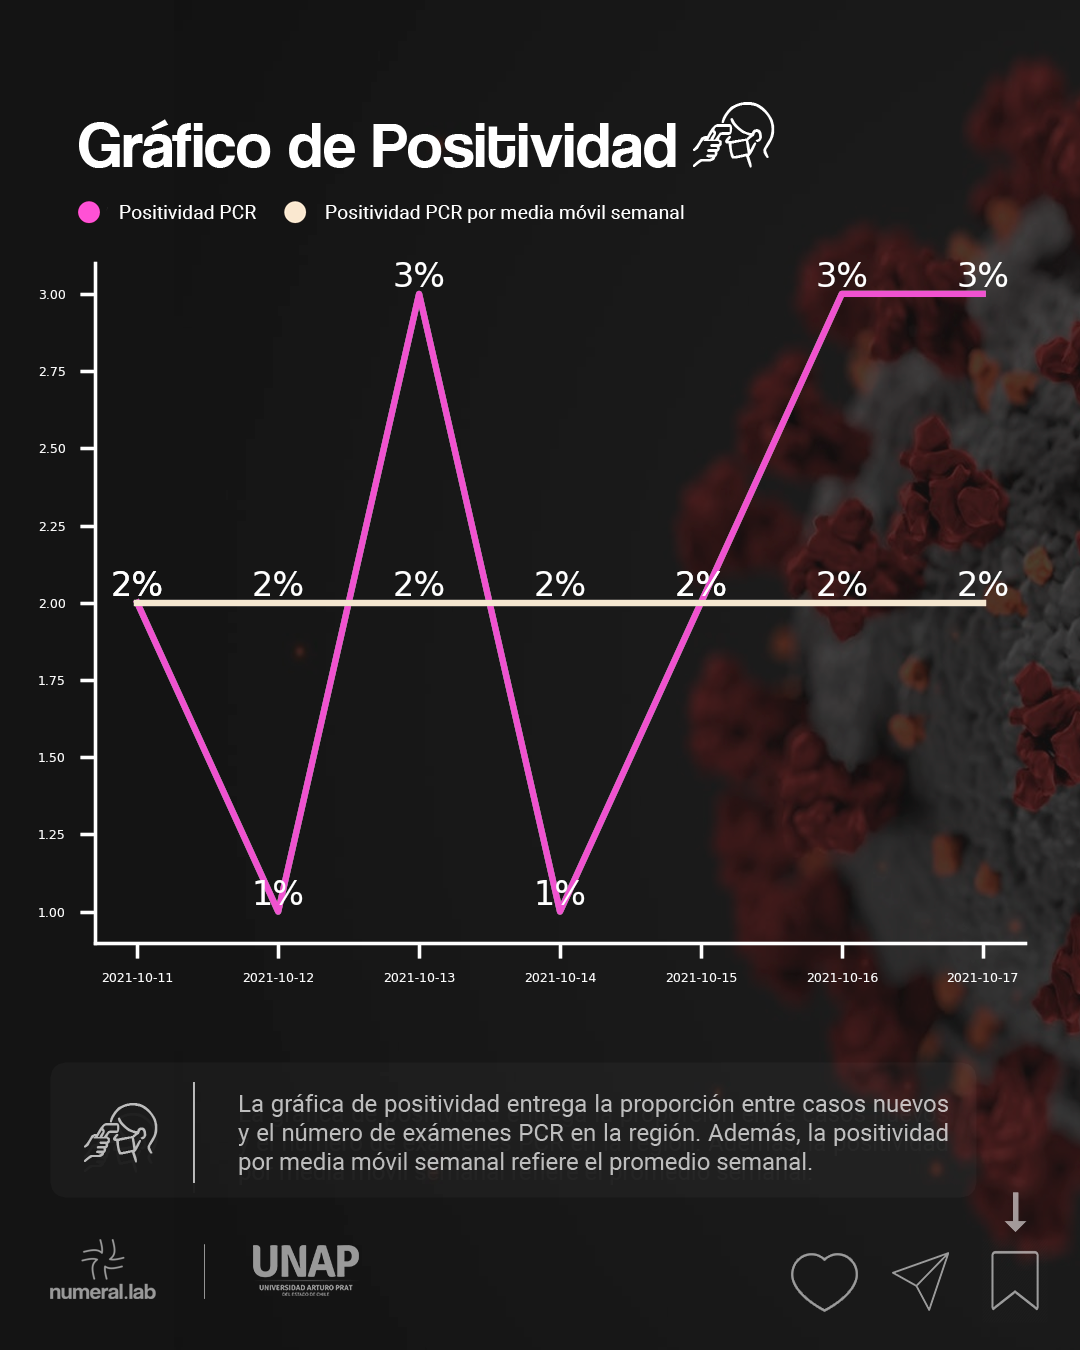 Gráfico de Positividad
Positividad PCR
Positividad PCR por media móvil semanal
3% 3% 3%
3.00
2.75
2.50
2.25
2% 2% 2% 2% 2% 2% 2%
2.00
1.75
1.50
1.25
1% 1%
1.00
2021-10-11 2021-10-12 2021-10-13 2021-10-14 2021-10-15 2021-10-16 2021-10-17
La gráfica de positividad entrega la proporción entre casos nuevos
y el número de exámenes PCR en la región. Además, la positividad
por media móvil semanal refiere el promedio semanal.
numeral.lab
UNAP
UNIVERSIDAD ARTURO PRAT
DEL ESTADO DE CHILE